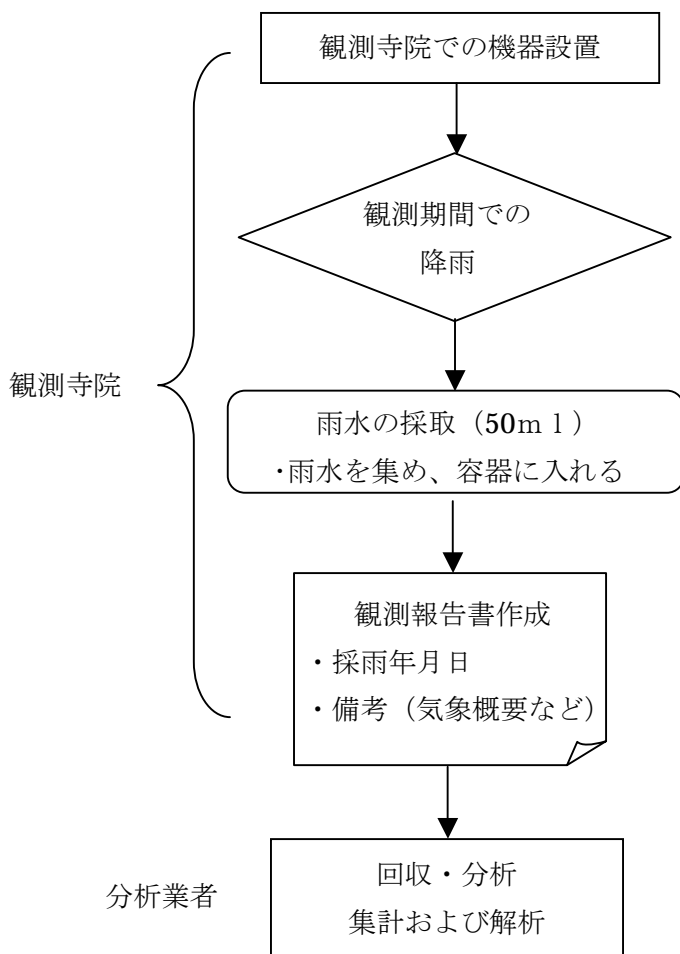 観測寺院での機器設置
観測期間での
降雨
観測寺院
雨水の採取（50ｍｌ）
・雨水を集め、容器に入れる
観測報告書作成
・採雨年月日
・備考（気象概要など）
分析業者
回収・分析
集計および解析